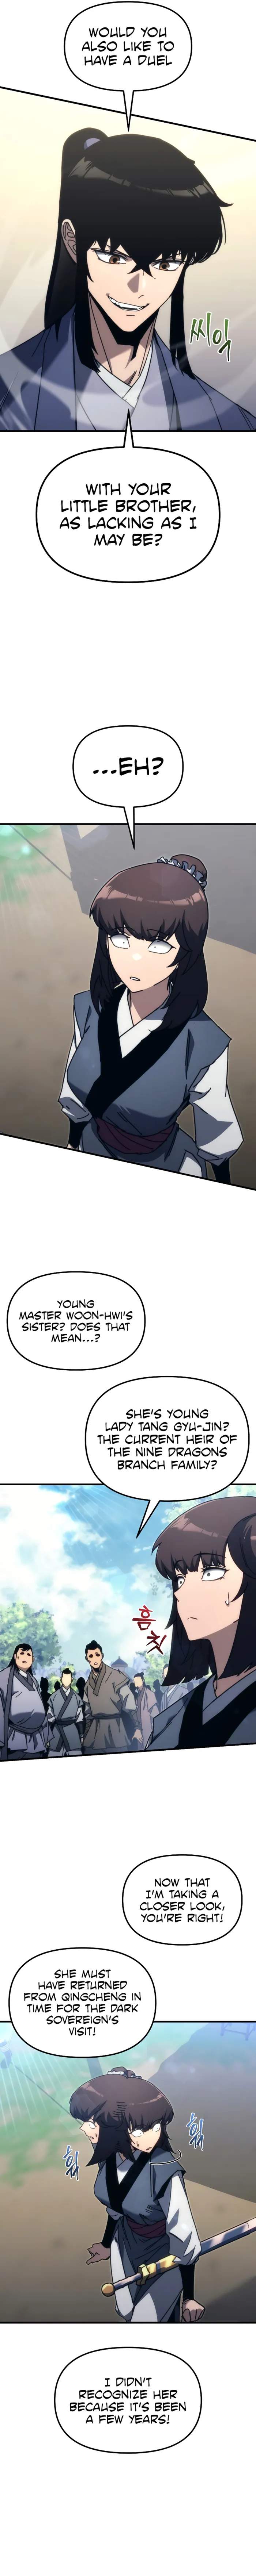 WOULD YOU
ALSO LIKE TO
HAVE A DUEL
씨이
WITH YOUR
LITTLE BROTHER,
AS LACKING AS I
MAY BE?
...EH?
YOUNG
MASTER WOON-HWI'S
SISTER? DOES THAT
MEAN...?
SHE'S YOUNG
LADY TANG GYU-JIN?
THE CURRENT HEIR OF
THE NINE DRAGONS
BRANCH FAMILY?
흠칫
NOW THAT
I'M TAKING A
CLOSER LOOK,
YOU'RE RIGHT!
SHE MUST
HAVE RETURNED
FROM QINGCHENG IN
TIME FOR THE DARK
SOVEREIGN'S
VISIT!
휙
휙
I DIDN'T
RECOGNIZE HER
BECAUSE IT'S BEEN
A FEW YEARS!